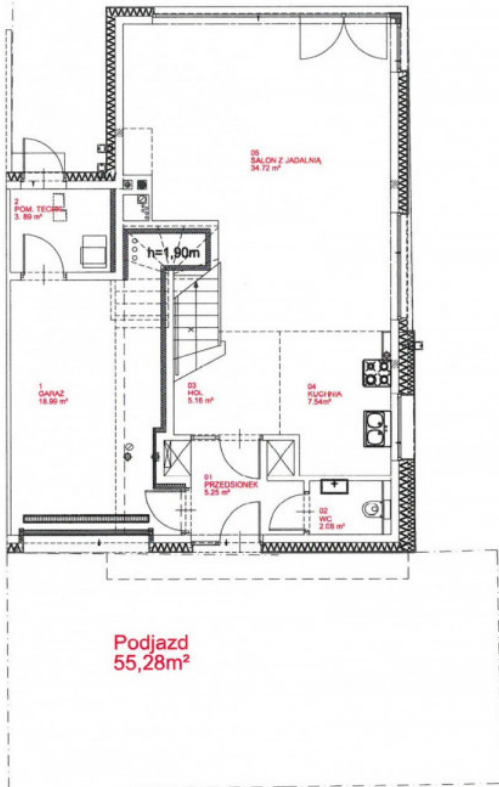 05
SALON Z JADALNIĄ
34.72 m²
2
POM. TECHN.
3. 89 m²
h=1,90m
1
GARAŻ
18.99 m²
03
HOL
5.16 m²
04
KUCHNIA
7.54m²
01
PRZEDSIONEK
5.25 m²
02
WC
2.08 m²
Podjazd
55,28m²